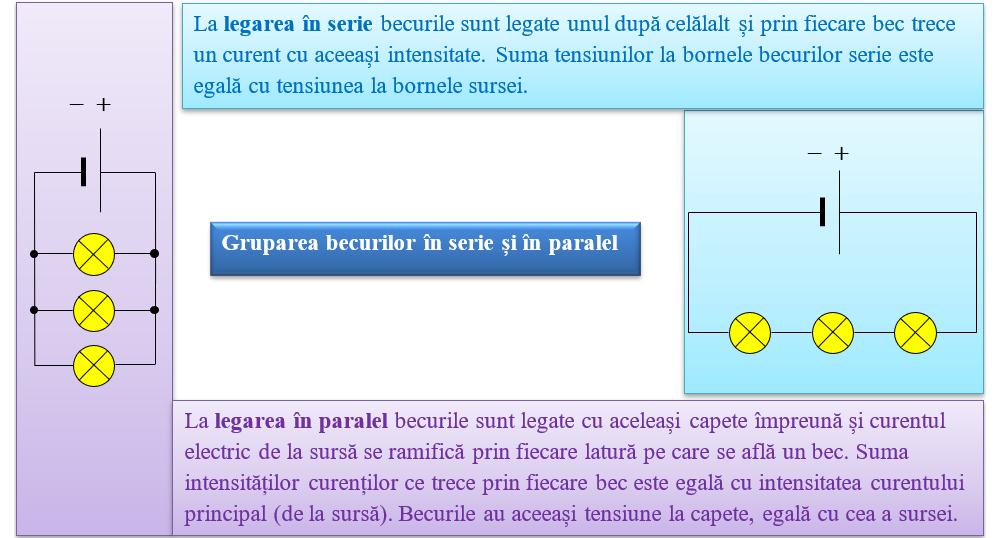 La legarea în serie becurile sunt legate unul după celălalt și prin fiecare bec trece
un curent cu aceeași intensitate. Suma tensiunilor la bornele becurilor serie este
egală cu tensiunea la bornele sursei.
− +
− +
Gruparea becurilor în serie și în paralel
La legarea în paralel becurile sunt legate cu aceleași capete împreună și curentul
electric de la sursă se ramifică prin fiecare latură pe care se află un bec. Suma
intensităților curenților ce trece prin fiecare bec este egală cu intensitatea curentului
principal (de la sursă). Becurile au aceeași tensiune la capete, egală cu cea a sursei.